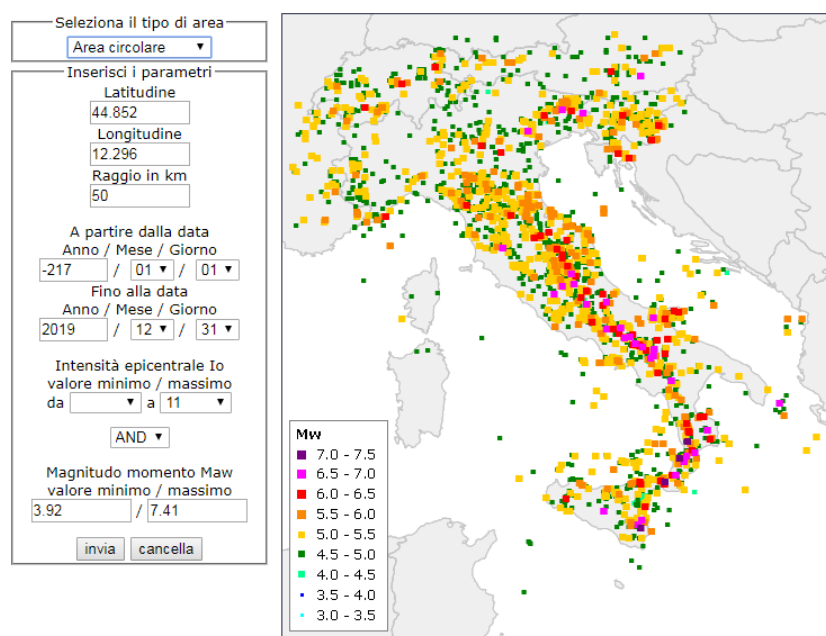 Seleziona il tipo di area
Area circolare
Inserisci i parametri
Latitudine
44.852
Longitudine
12.296
Raggio in km
50
A partire dalla data
Anno / Mese / Giorno
-217 / 01 / 01
Fino alla data
Anno / Mese / Giorno
2019 / 12 / 31
Intensità epicentrale Io
valore minimo / massimo
da a 11
AND
Magnitudo momento Maw
valore minimo / massimo
3.92 / 7.41
invia cancella
Mw
7.0 - 7.5
6.5 - 7.0
6.0 - 6.5
5.5 - 6.0
5.0 - 5.5
4.5 - 5.0
4.0 - 4.5
3.5 - 4.0
3.0 - 3.5